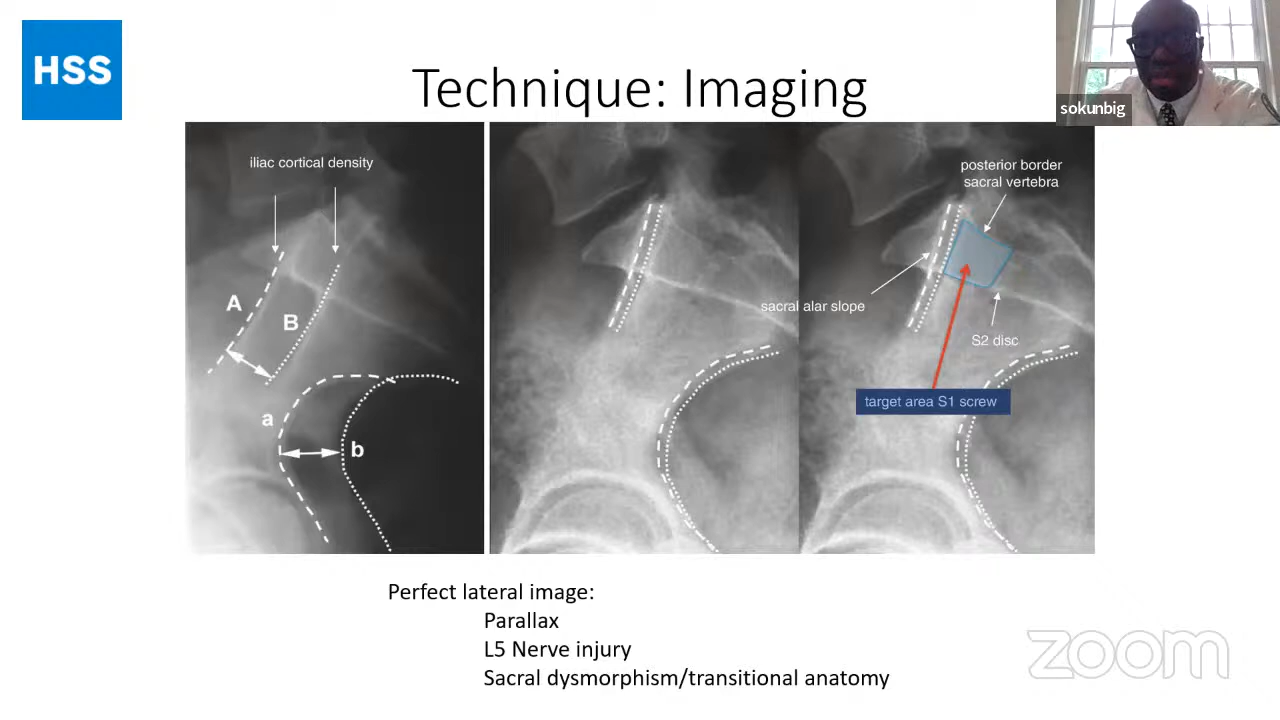 HSS
Technique: Imaging
sokunbig
iliac cortical density
A
B
a
b
posterior border
sacral vertebra
sacral alar slope
S2 disc
target area S1 screw
Perfect lateral image:
Parallax
L5 Nerve injury
Sacral dysmorphism/transitional anatomy
zoom